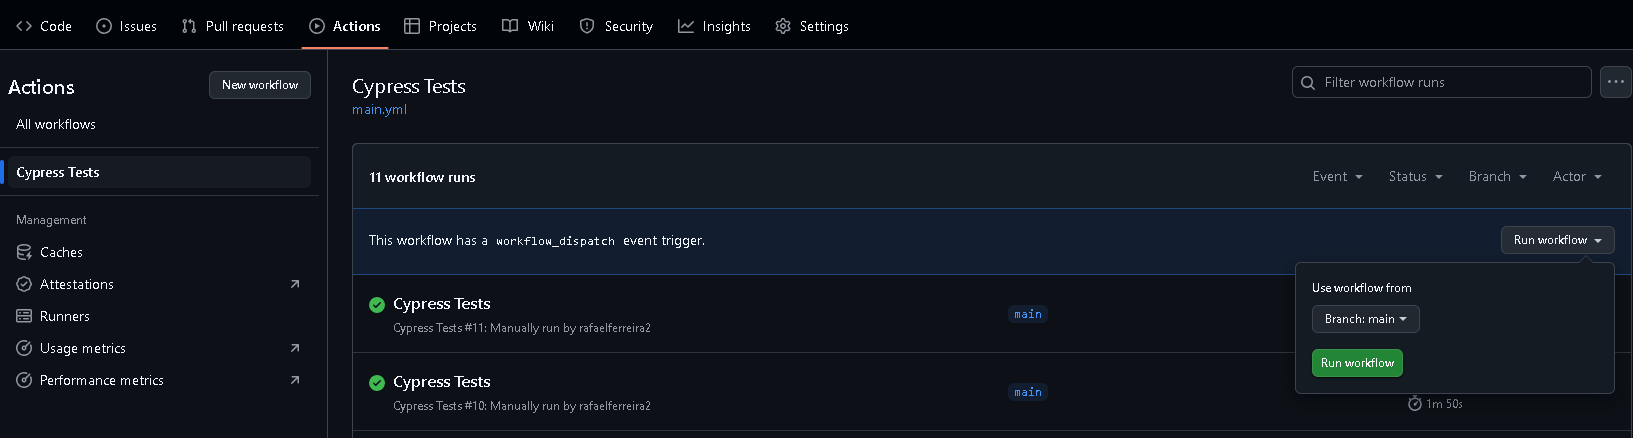 Code Issues Pull requests Actions Projects Wiki Security Insights Settings
Actions
New workflow
All workflows
Cypress Tests
Management
Caches
Attestations
Runners
Usage metrics
Performance metrics
Cypress Tests
main.yml
Filter workflow runs
11 workflow runs
Event Status Branch Actor
This workflow has a workflow_dispatch event trigger.
Run workflow
Use workflow from
Branch: main
Run workflow
Cypress Tests
Cypress Tests #11: Manually run by rafaelferreira2
main
Cypress Tests
Cypress Tests #10: Manually run by rafaelferreira2
main
1m 50s